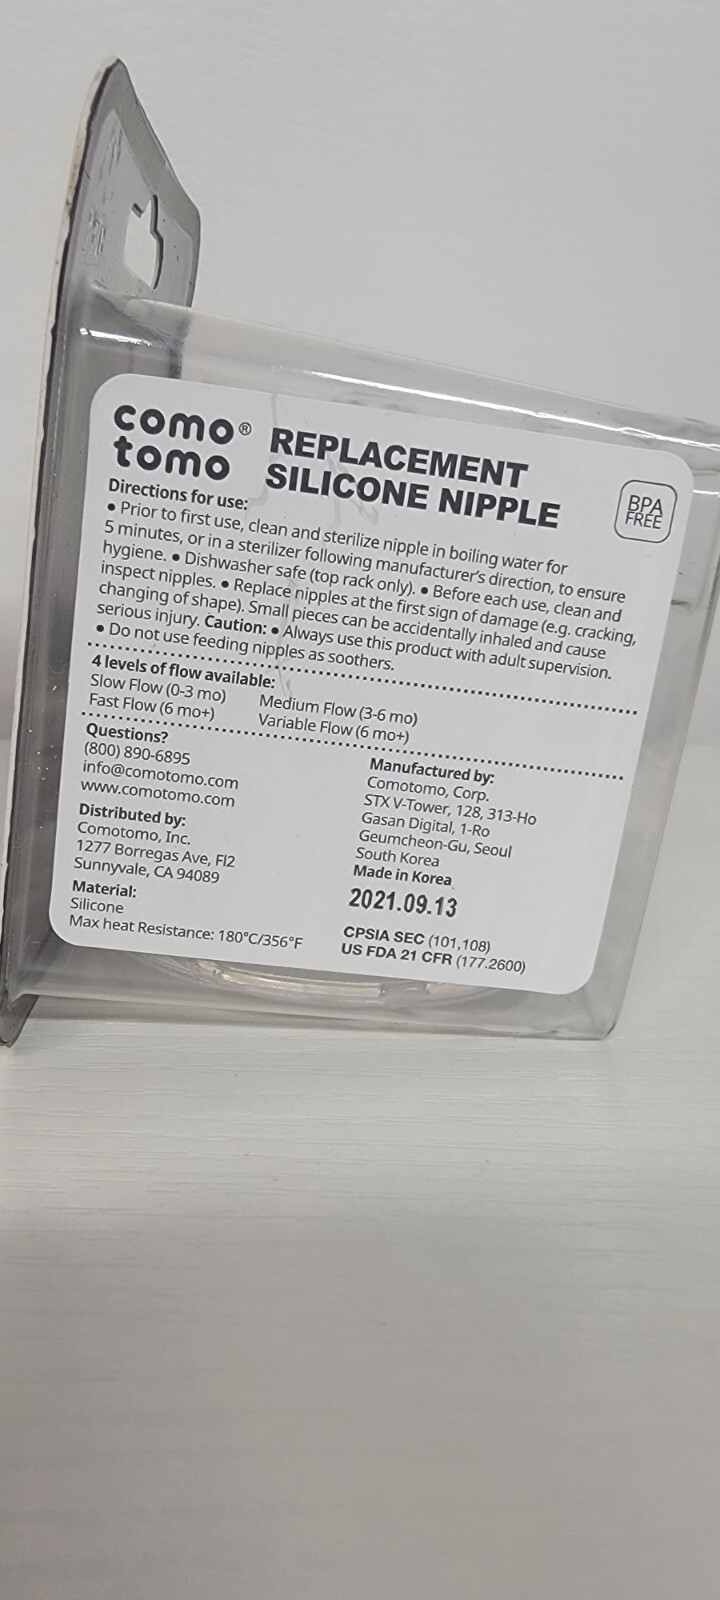 como®
tomo
REPLACEMENT
SILICONE NIPPLE
BPA
FREE
Directions for use:
• Prior to first use, clean and sterilize nipple in boiling water for
5 minutes, or in a sterilizer following manufacturer's direction, to ensure
hygiene. • Dishwasher safe (top rack only). • Before each use, clean and
inspect nipples. • Replace nipples at the first sign of damage (e.g. cracking,
changing of shape). Small pieces can be accidentally inhaled and cause
serious injury. Caution: • Always use this product with adult supervision.
• Do not use feeding nipples as soothers.
4 levels of flow available:
Slow Flow (0-3 mo) Medium Flow (3-6 mo)
Fast Flow (6 mo+) Variable Flow (6 mo+)
Questions?
(800) 890-6895
info@comotomo.com
www.comotomo.com
Distributed by:
Comotomo, Inc.
1277 Borregas Ave, Fl2
Sunnyvale, CA 94089
Material:
Silicone
Max heat Resistance: 180°C/356°F
Manufactured by:
Comotomo, Corp.
STX V-Tower, 128, 313-Ho
Gasan Digital, 1-Ro
Geumcheon-Gu, Seoul
South Korea
Made in Korea
2021.09.13
CPSIA SEC (101,108)
US FDA 21 CFR (177.2600)